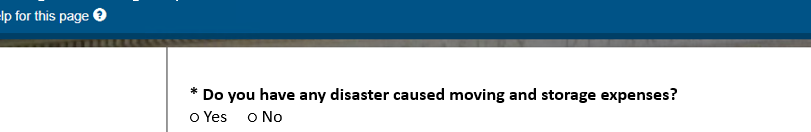 lp for this page ?
* Do you have any disaster caused moving and storage expenses?
o Yes o No